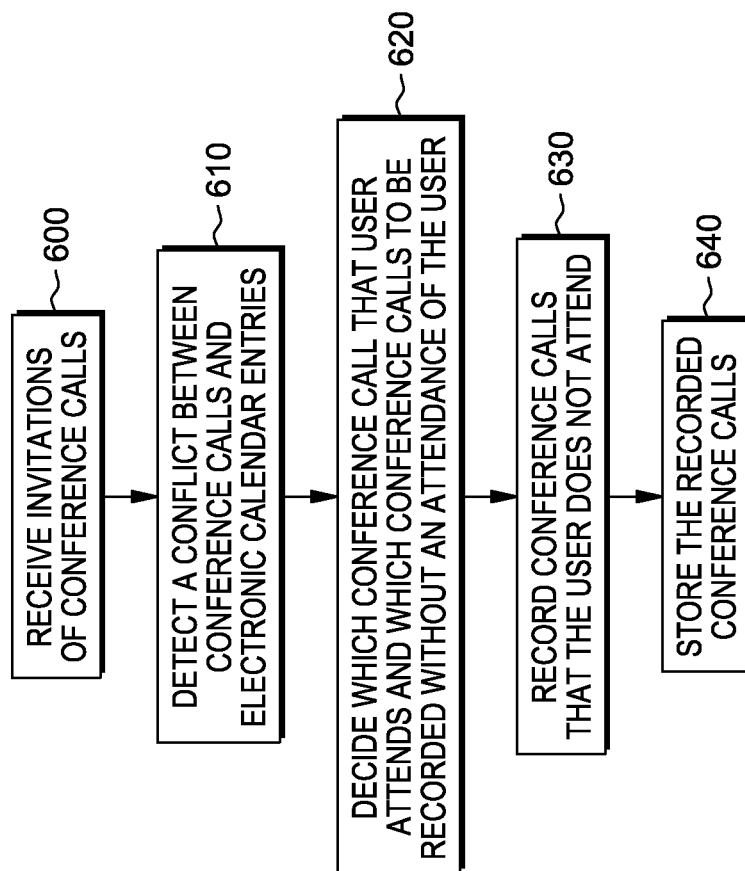 600
RECEIVE INVITATIONS
OF CONFERENCE CALLS
610
DETECT A CONFLICT BETWEEN
CONFERENCE CALLS AND
ELECTRONIC CALENDAR ENTRIES
620
DECIDE WHICH CONFERENCE CALL THAT USER
ATTENDS AND WHICH CONFERENCE CALLS TO BE
RECORDED WITHOUT AN ATTENDANCE OF THE USER
630
RECORD CONFERENCE CALLS
THAT THE USER DOES NOT ATTEND
640
STORE THE RECORDED
CONFERENCE CALLS